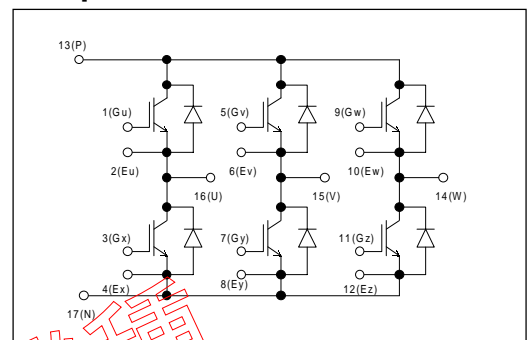 13(P)
1(Gu)
5(Gv)
9(Gw)
2(Eu)
6(Ev)
10(Ew)
16(U)
15(V)
14(W)
3(Gx)
7(Gy)
11(Gz)
4(Ex)
8(Ey)
12(Ez)
17(N)